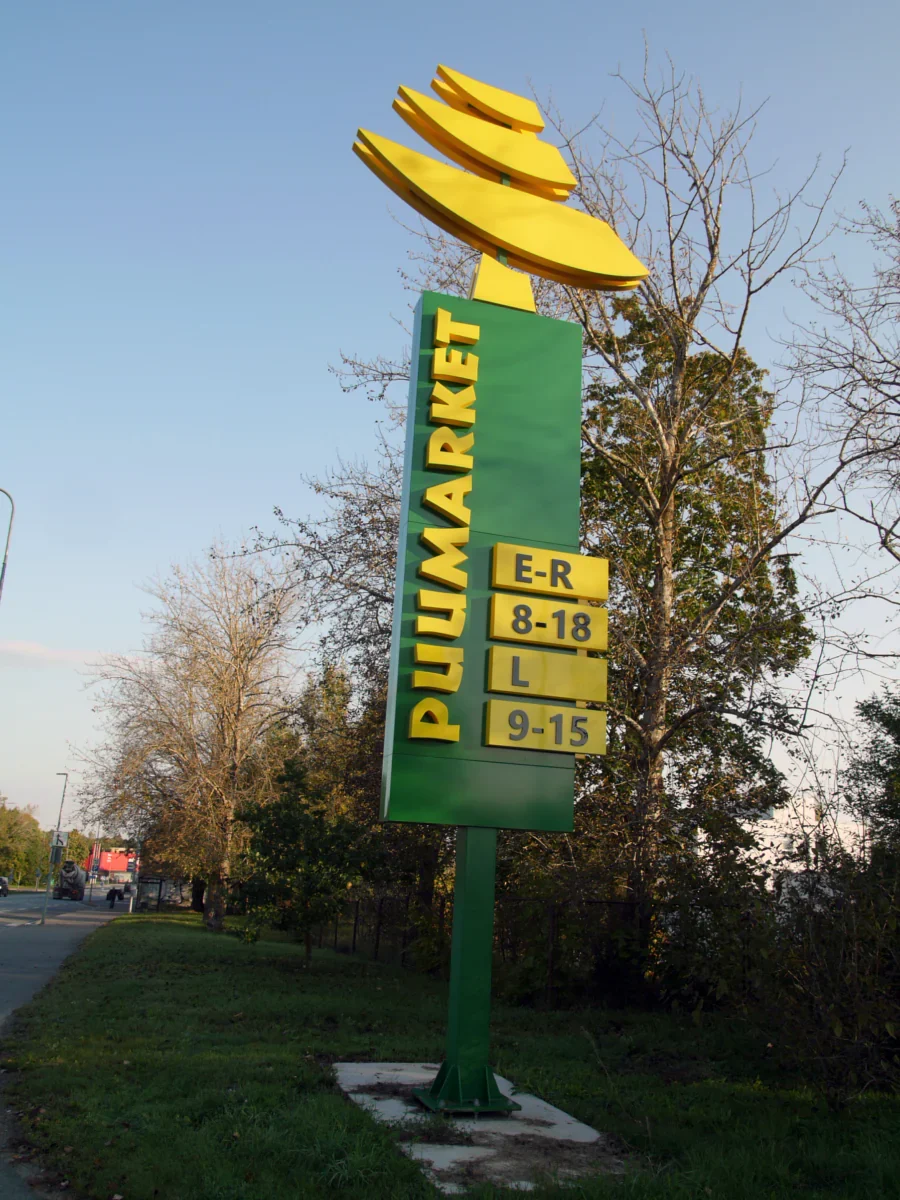 PUUMARKET
E-R
8-18
L
9-15